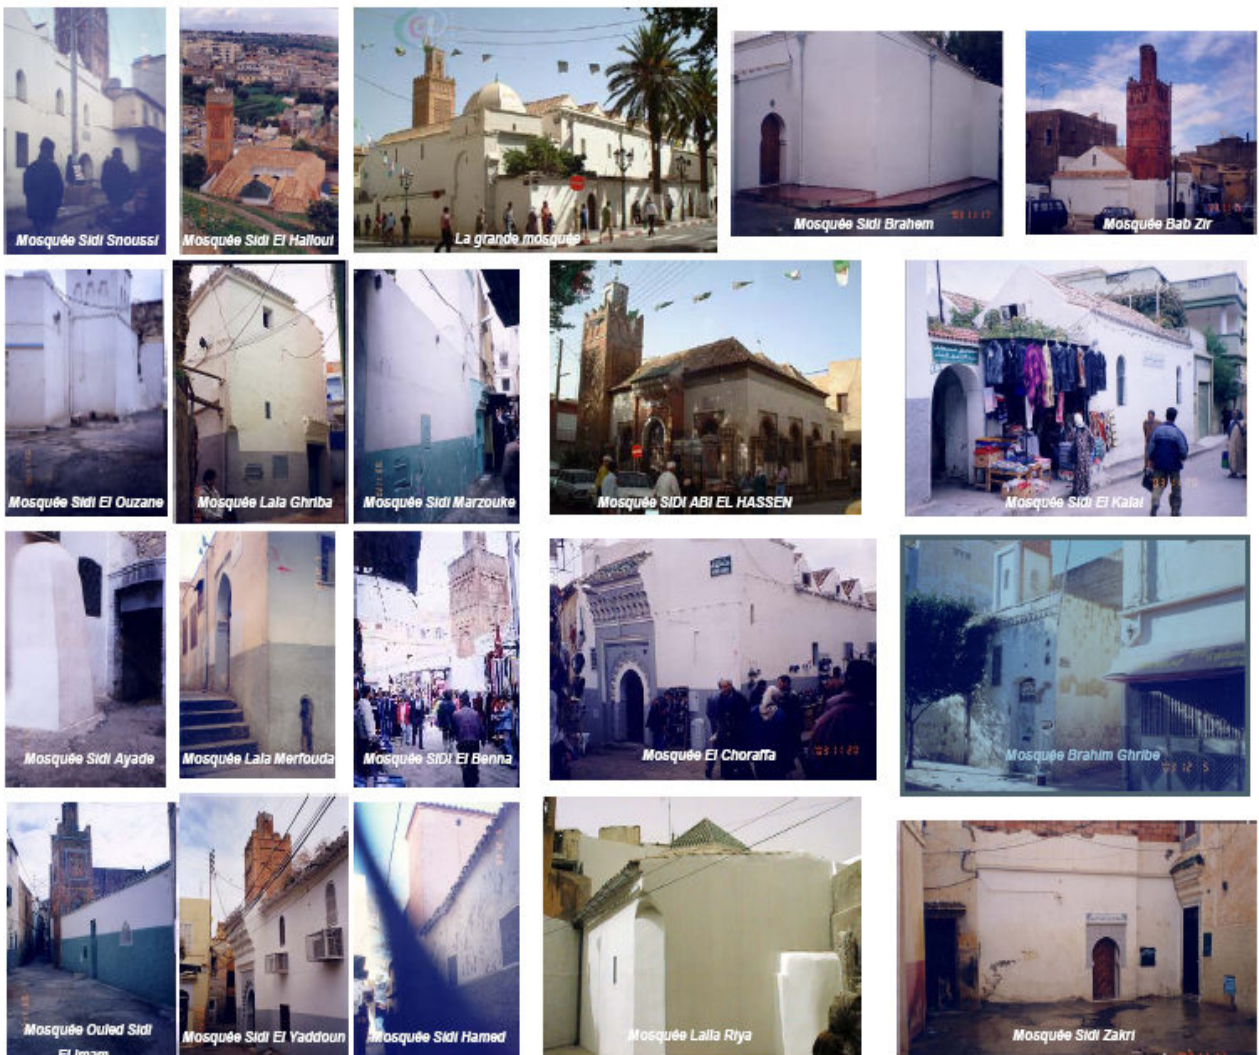 Mosquée Sidi Snoussi
Mosquée Sidi El Halloui
La grande mosquée
Mosquée Sidi Brahem
Mosquée Bab Zir
Mosquée Sidi El Ouzane
Mosquée Lala Ghriba
Mosquée Sidi Marzouke
Mosquée SIDI ABI EL HASSEN
Mosquée Sidi El Kalai
Mosquée Sidi Ayade
Mosquée Lala Merfouda
Mosquée SIDI El Benna
Mosquée El Choraffa
'03 11 20
Mosquée Brahim Ghribe
Mosquée Ouled Sidi
El Imam
Mosquée Sidi El Yaddoun
Mosquée Sidi Hamed
Mosquée Lalla Riya
Mosquée Sidi Zakri